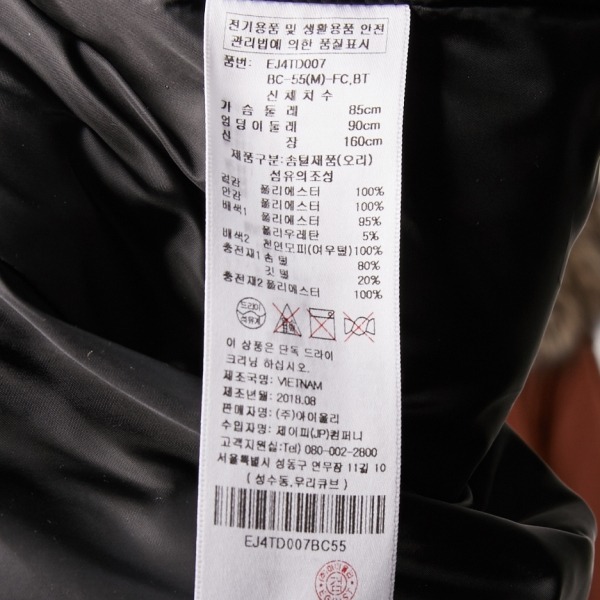 전기용품 및 생활용품 안전
관리법에 의한 품질표시
품번: EJ4TD007
BC-55(M)-FC,BT
신체치수
가슴둘레 85cm
엉덩이둘레 90cm
신장 160cm
제품구분:솜털제품(오리)
섬유의조성
겉감 폴리에스터 100%
안감 폴리에스터 100%
배색1 폴리에스터 95%
폴리우레탄 5%
배색2 천연모피(여우털)100%
충전재1 솜털 80%
깃털 20%
충전재2 폴리에스터 100%
드라이
석유계
표백
이 상품은 단독 드라이
크리닝 하십시오.
제조국명: VIETNAM
제조년월: 2018.08
판매자명: (주)아이올리
수입자명: 제이피(JP)컴퍼니
고객지원실:Tel) 080-002-2800
서울특별시 성동구 연무장 11길 10
(성수동,우리큐브)
EJ4TD007BC55